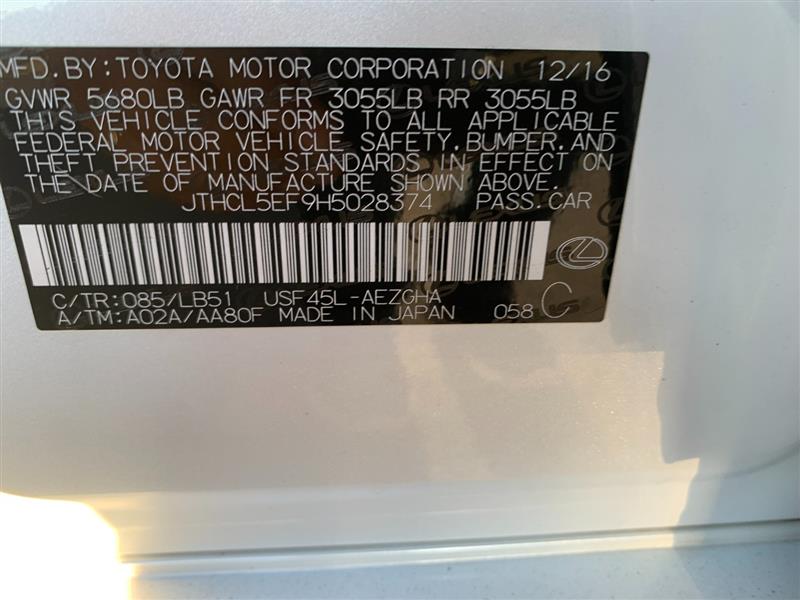 MFD. BY: TOYOTA MOTOR CORPORATION 12/16
GVWR 5680LB GAWR FR 3055LB RR 3055LB
THIS VEHICLE CONFORMS TO ALL APPLICABLE
FEDERAL MOTOR VEHICLE SAFETY, BUMPER, AND
THEFT PREVENTION STANDARDS IN EFFECT ON
THE DATE OF MANUFACTURE SHOWN ABOVE.
JTHCL5EF9H5028374 PASS. CAR
C/TR: 085/LB51 USF45L-AEZGHA
A/TM: A02A/AA80F MADE IN JAPAN 058 C